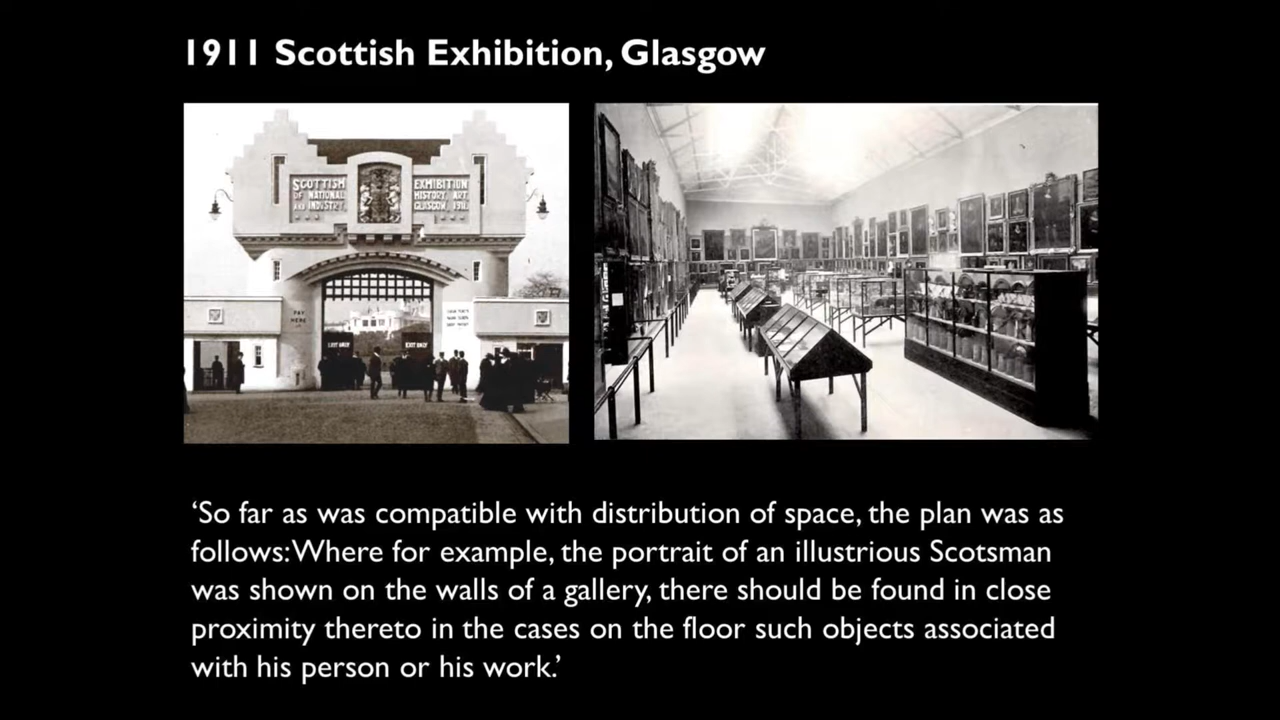 1911 Scottish Exhibition, Glasgow
SCOTTISH EXHIBITION
OF NATIONAL HISTORY, ART,
AND INDUSTRY. GLASGOW, 1911.
PAY
HERE
EXIT ONLY
EXIT ONLY
‘So far as was compatible with distribution of space, the plan was as
follows: Where for example, the portrait of an illustrious Scotsman
was shown on the walls of a gallery, there should be found in close
proximity thereto in the cases on the floor such objects associated
with his person or his work.’